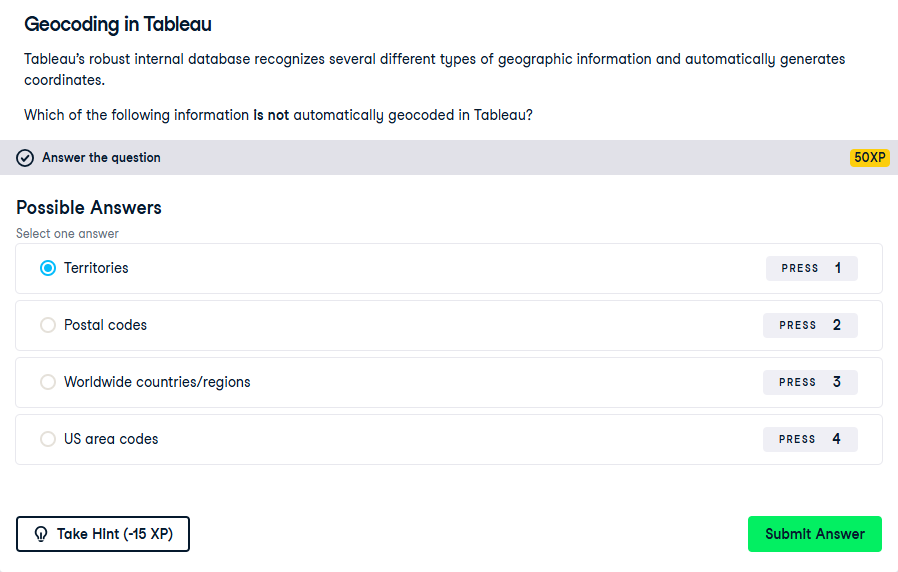 Geocoding in Tableau
Tableau's robust internal database recognizes several different types of geographic information and automatically generates
coordinates.
Which of the following information is not automatically geocoded in Tableau?
Answer the question
50XP
Possible Answers
Select one answer
Territories
PRESS 1
Postal codes
PRESS 2
Worldwide countries/regions
PRESS 3
US area codes
PRESS 4
Take Hint (-15 XP)
Submit Answer